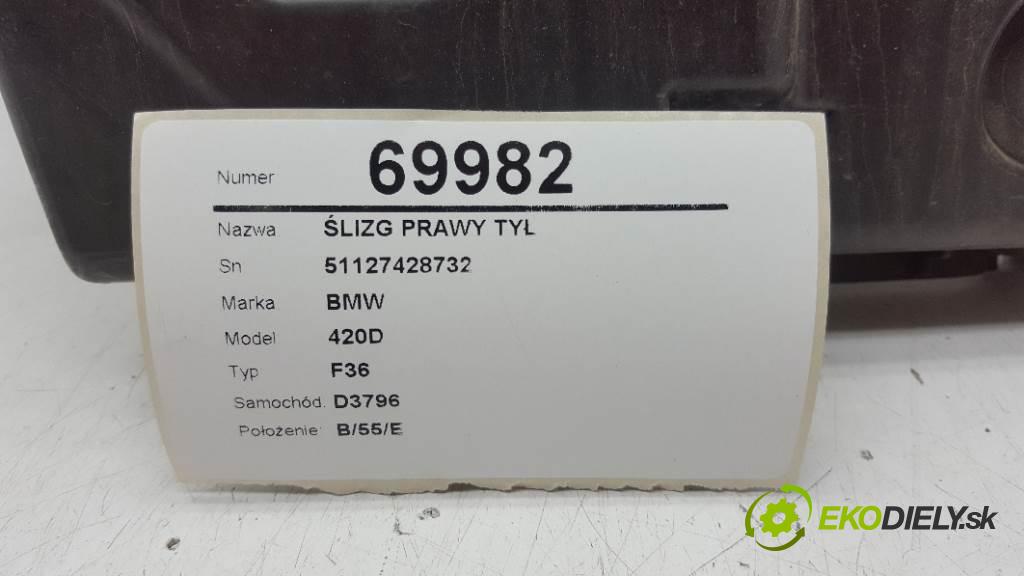 Numer 69982
Nazwa ŚLIZG PRAWY TYŁ
Sn 51127428732
Marka BMW
Model 420D
Typ F36
Samochód. D3796
Położenie: B/55/E
EKODIELY.sk